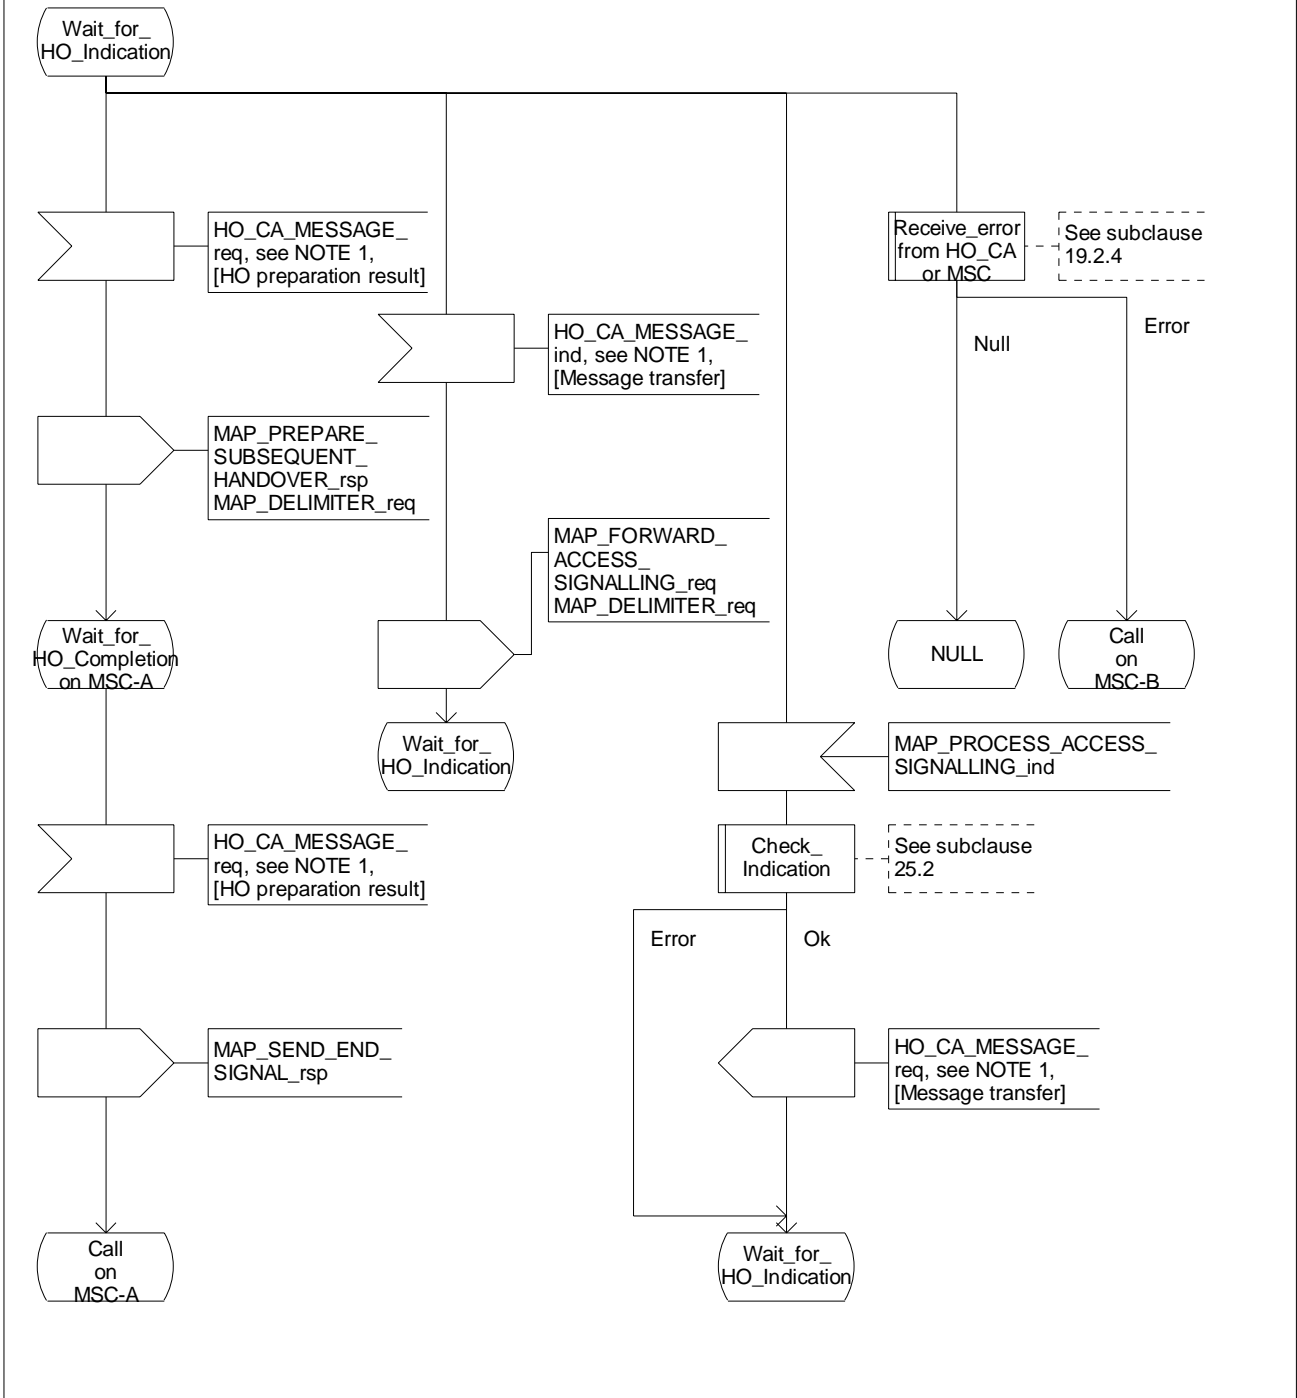 Wait_for_
HO_Indication
HO_CA_MESSAGE_
req, see NOTE 1,
[HO preparation result]
Receive_error
from HO_CA
or MSC
See subclause
19.2.4
HO_CA_MESSAGE_
ind, see NOTE 1,
[Message transfer]
Null
Error
MAP_PREPARE_
SUBSEQUENT_
HANDOVER_rsp
MAP_DELIMITER_req
MAP_FORWARD_
ACCESS_
SIGNALLING_req
MAP_DELIMITER_req
Wait_for_
HO_Completion
on MSC-A
NULL
Call
on
MSC-B
Wait_for_
HO_Indication
MAP_PROCESS_ACCESS_
SIGNALLING_ind
HO_CA_MESSAGE_
req, see NOTE 1,
[HO preparation result]
Check_
Indication
See subclause
25.2
Error
Ok
MAP_SEND_END_
SIGNAL_rsp
HO_CA_MESSAGE_
req, see NOTE 1,
[Message transfer]
Call
on
MSC-A
Wait_for_
HO_Indication